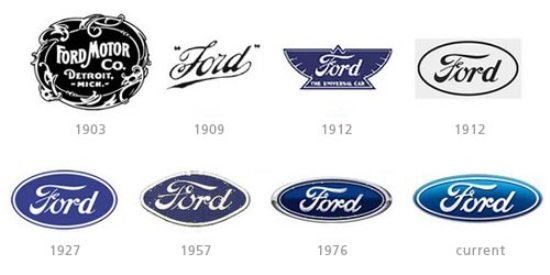 FORD MOTOR
CO.
DETROIT,
-MICH.-
"Ford"
Ford
THE UNIVERSAL CAR
Ford
1903
1909
1912
1912
Ford
Ford
Ford
Ford
1927
1957
1976
current